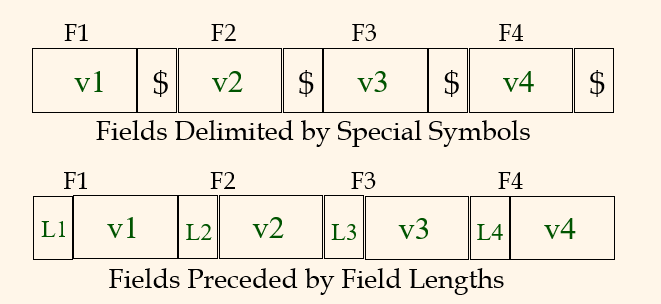 F1 F2 F3 F4
v1 $ v2 $ v3 $ v4 $
Fields Delimited by Special Symbols
F1 F2 F3 F4
L1 v1 L2 v2 L3 v3 L4 v4
Fields Preceded by Field Lengths